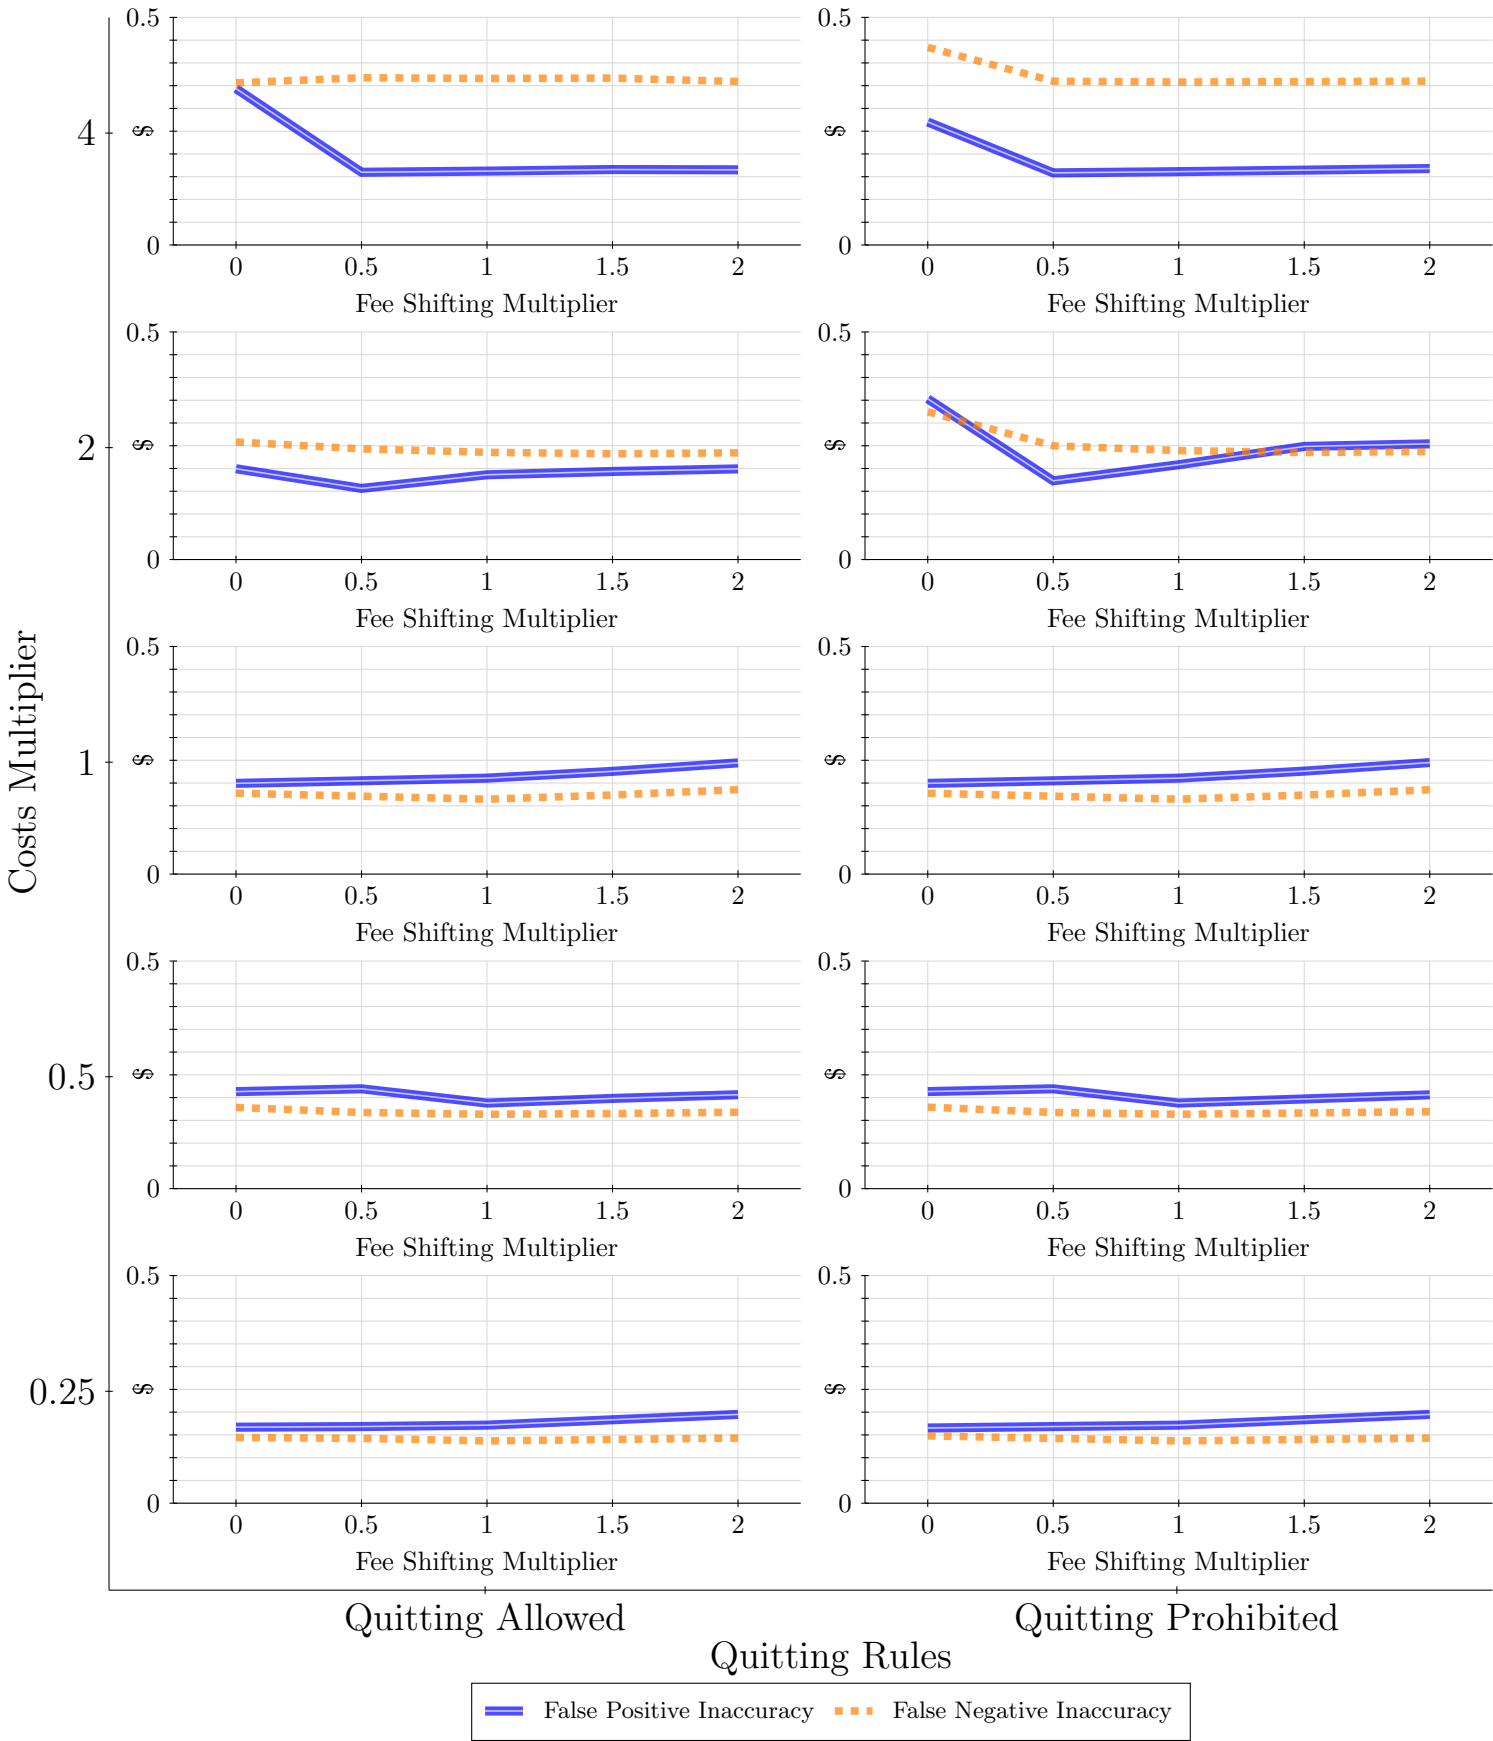 0.5
$
0
0 0.5 1 1.5 2
Fee Shifting Multiplier
0.5
$
0
0 0.5 1 1.5 2
Fee Shifting Multiplier
4
0.5
$
0
0 0.5 1 1.5 2
Fee Shifting Multiplier
0.5
$
0
0 0.5 1 1.5 2
Fee Shifting Multiplier
2
0.5
$
0
0 0.5 1 1.5 2
Fee Shifting Multiplier
0.5
$
0
0 0.5 1 1.5 2
Fee Shifting Multiplier
1
Costs Multiplier
0.5
$
0
0 0.5 1 1.5 2
Fee Shifting Multiplier
0.5
$
0
0 0.5 1 1.5 2
Fee Shifting Multiplier
0.5
0.5
$
0
0 0.5 1 1.5 2
Fee Shifting Multiplier
0.5
$
0
0 0.5 1 1.5 2
Fee Shifting Multiplier
0.25
Quitting Allowed
Quitting Prohibited
Quitting Rules
False Positive Inaccuracy
False Negative Inaccuracy